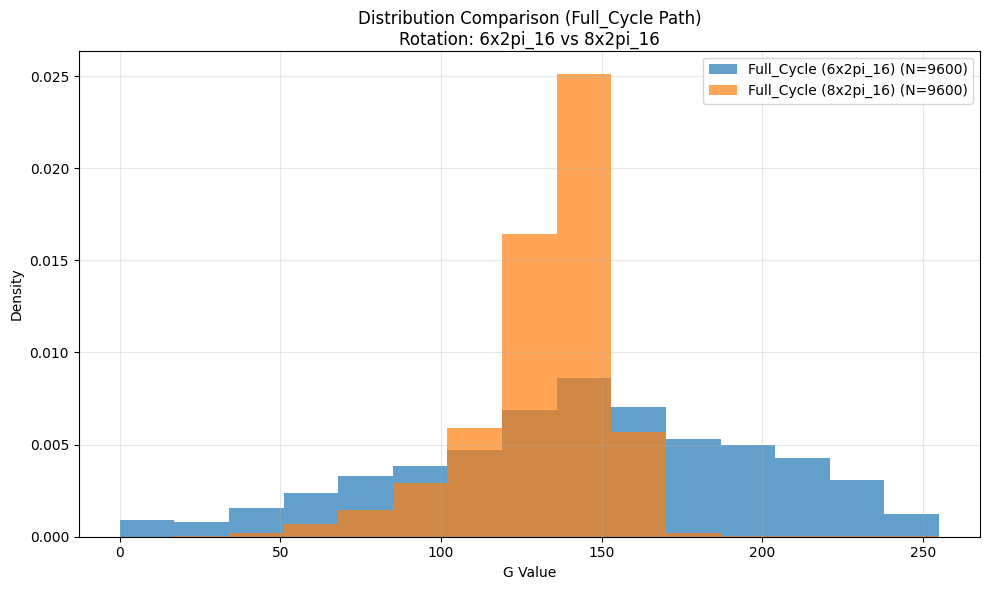 Distribution Comparison (Full_Cycle Path)
Rotation: 6x2pi_16 vs 8x2pi_16
Full_Cycle (6x2pi_16) (N=9600)
Full_Cycle (8x2pi_16) (N=9600)
Density
0.025
0.020
0.015
0.010
0.005
0.000
0 50 100 150 200 250
G Value